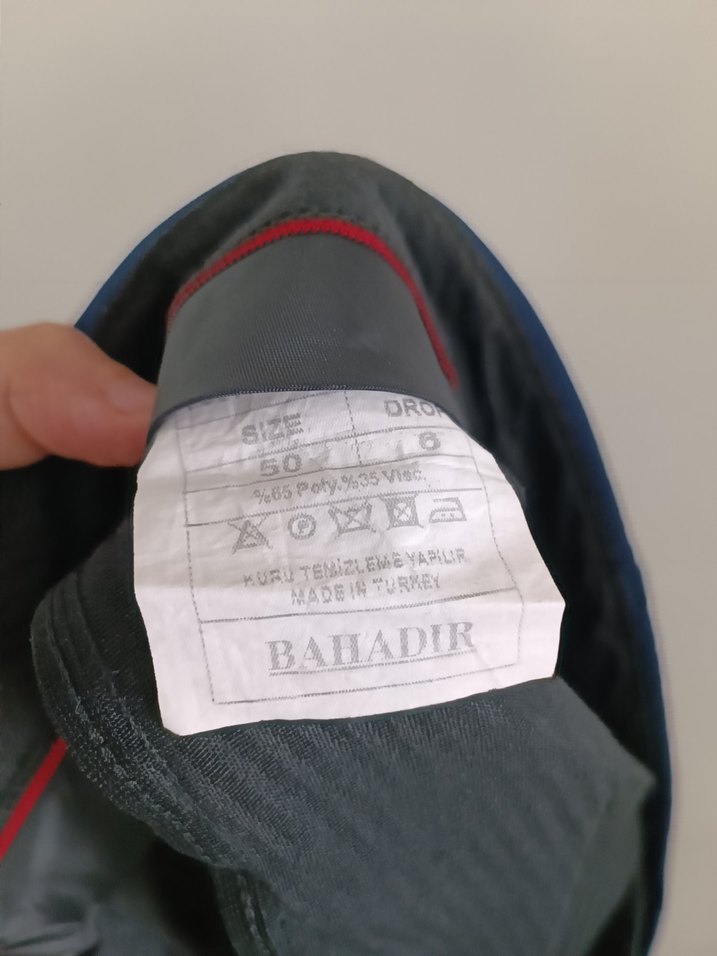 SIZE DROP
50 6
%65 Poly.%35 Visc.
KURU TEMİZLEME YAPILIR
MADE IN TURKEY
BAHADIR